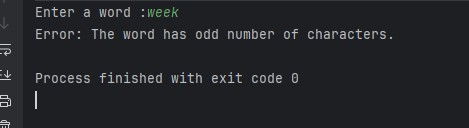 Enter a word :week
Error: The word has odd number of characters.
Process finished with exit code 0